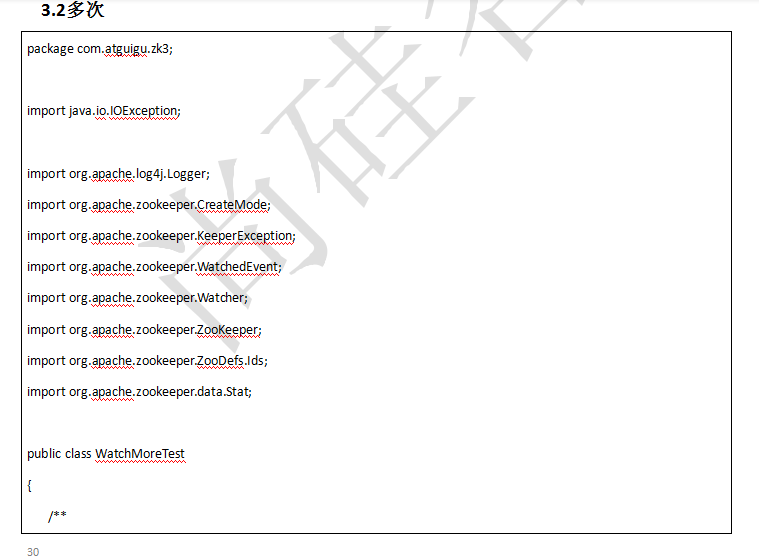 3.2多次
package com.atguigu.zk3;
import java.io.IOException;
import org.apache.log4j.Logger;
import org.apache.zookeeper.CreateMode;
import org.apache.zookeeper.KeeperException;
import org.apache.zookeeper.WatchedEvent;
import org.apache.zookeeper.Watcher;
import org.apache.zookeeper.ZooKeeper;
import org.apache.zookeeper.ZooDefs.Ids;
import org.apache.zookeeper.data.Stat;
public class WatchMoreTest
{
/**
30
尚硅